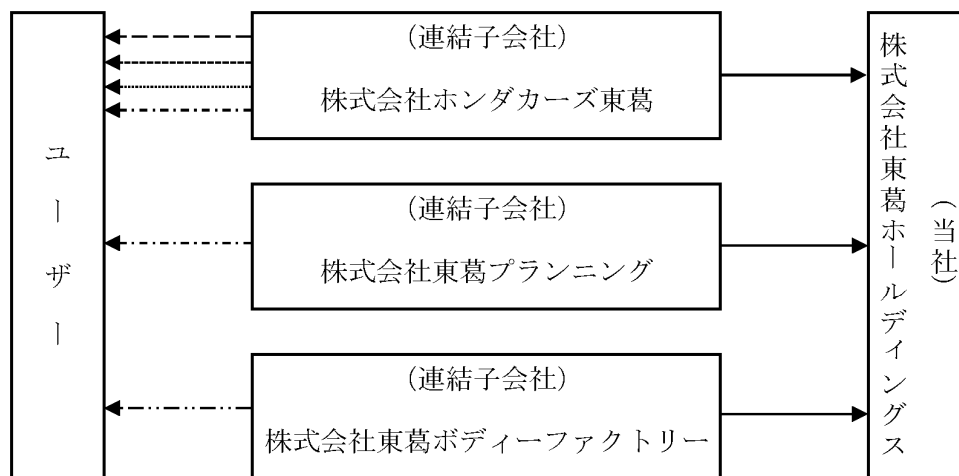 ユーザー
(連結子会社)
株式会社ホンダカーズ東葛
(連結子会社)
株式会社東葛プランニング
(連結子会社)
株式会社東葛ボディーファクトリー
株式会社東葛ホールディングス
(当社)